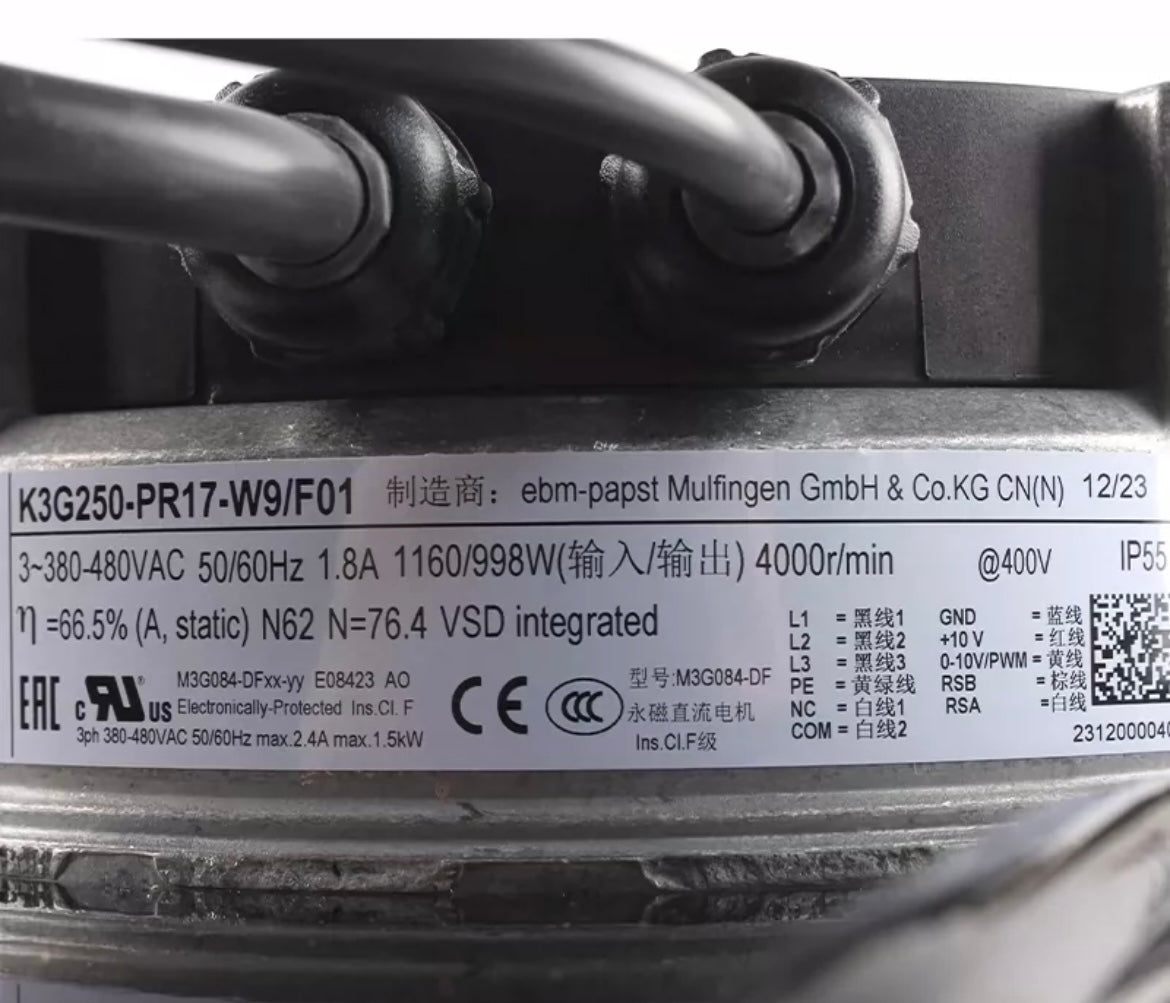 K3G250-PR17-W9/F01 制造商：ebm-papst Mulfingen GmbH & Co.KG CN(N) 12/23
3~380-480VAC 50/60Hz 1.8A 1160/998W(输入/输出) 4000r/min @400V IP55
η =66.5% (A, static) N62 N=76.4 VSD integrated
L1 = 黑线1 GND = 蓝线
L2 = 黑线2 +10 V = 红线
L3 = 黑线3 0-10V/PWM = 黄线
PE = 黄绿线 RSB = 棕线
NC = 白线1 RSA =白线
COM = 白线2
EAC c RU US
M3G084-DFxx-yy E08423 AO
Electronically-Protected Ins.Cl. F
3ph 380-480VAC 50/60Hz max.2.4A max.1.5kW
CE CCC
型号:M3G084-DF
永磁直流电机
Ins.Cl.F级
231200004